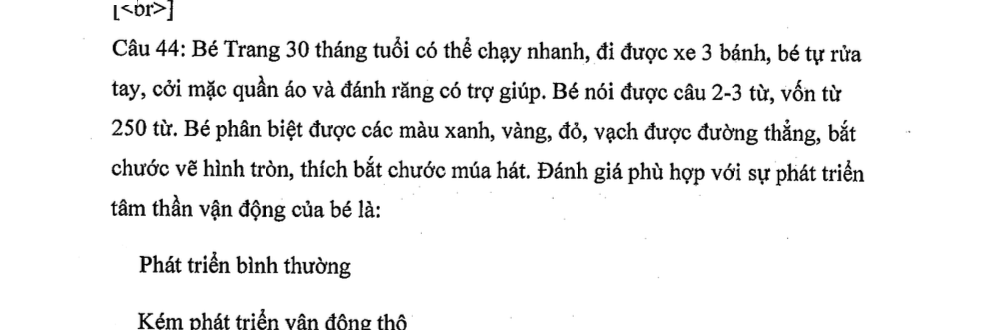 [<br>]
Câu 44: Bé Trang 30 tháng tuổi có thể chạy nhanh, đi được xe 3 bánh, bé tự rửa
tay, cởi mặc quần áo và đánh răng có trợ giúp. Bé nói được câu 2-3 từ, vốn từ
250 từ. Bé phân biệt được các màu xanh, vàng, đỏ, vạch được đường thẳng, bắt
chước vẽ hình tròn, thích bắt chước múa hát. Đánh giá phù hợp với sự phát triển
tâm thần vận động của bé là:
Phát triển bình thường
Kém phát triển vận động thô